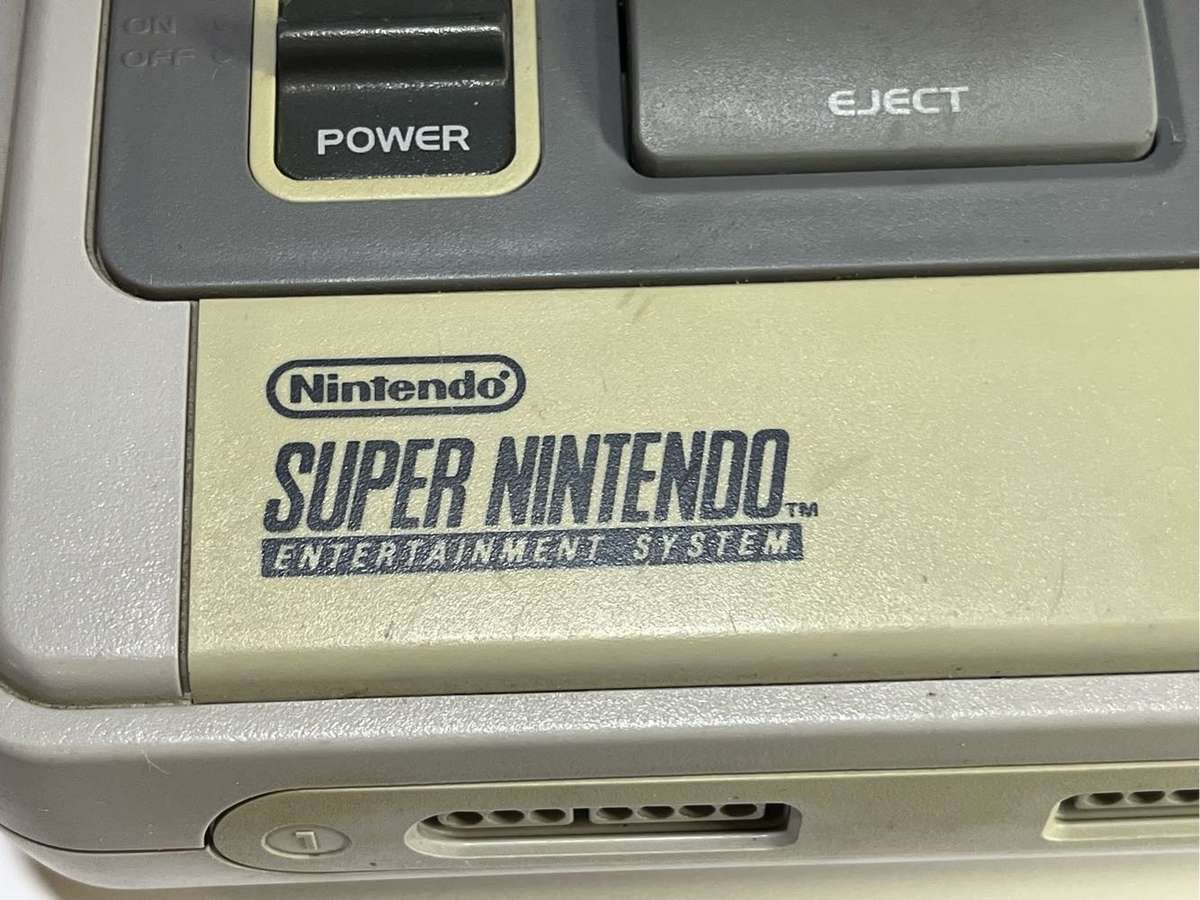 ON
OFF
POWER
EJECT
Nintendo®
SUPER NINTENDO™
ENTERTAINMENT SYSTEM
1